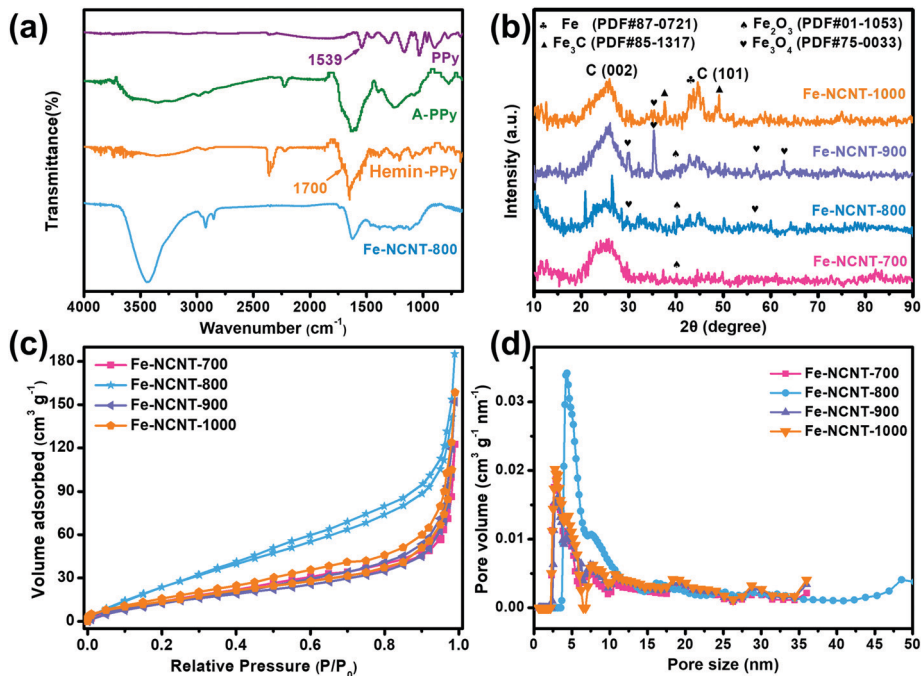 (a)
PPy
1539
A-PPy
Hemin-PPy
1700
Fe-NCNT-800
Transmittance(%)
4000 3500 3000 2500 2000 1500 1000
Wavenumber (cm⁻¹)
(b)
♣ Fe (PDF#87-0721) ♠ Fe₂O₃ (PDF#01-1053)
▲ Fe₃C (PDF#85-1317) ♥ Fe₃O₄ (PDF#75-0033)
C (002) C (101)
Fe-NCNT-1000
Fe-NCNT-900
Fe-NCNT-800
Fe-NCNT-700
Intensity (a.u.)
10 20 30 40 50 60 70 80 90
2θ (degree)
(c)
Fe-NCNT-700
Fe-NCNT-800
Fe-NCNT-900
Fe-NCNT-1000
Volume adsorbed (cm³ g⁻¹)
180
150
120
90
60
30
0
0.0 0.2 0.4 0.6 0.8 1.0
Relative Pressure (P/P₀)
(d)
Fe-NCNT-700
Fe-NCNT-800
Fe-NCNT-900
Fe-NCNT-1000
Pore volume (cm³ g⁻¹ nm⁻¹)
0.03
0.02
0.01
0.00
0 5 10 15 20 25 30 35 40 45 50
Pore size (nm)